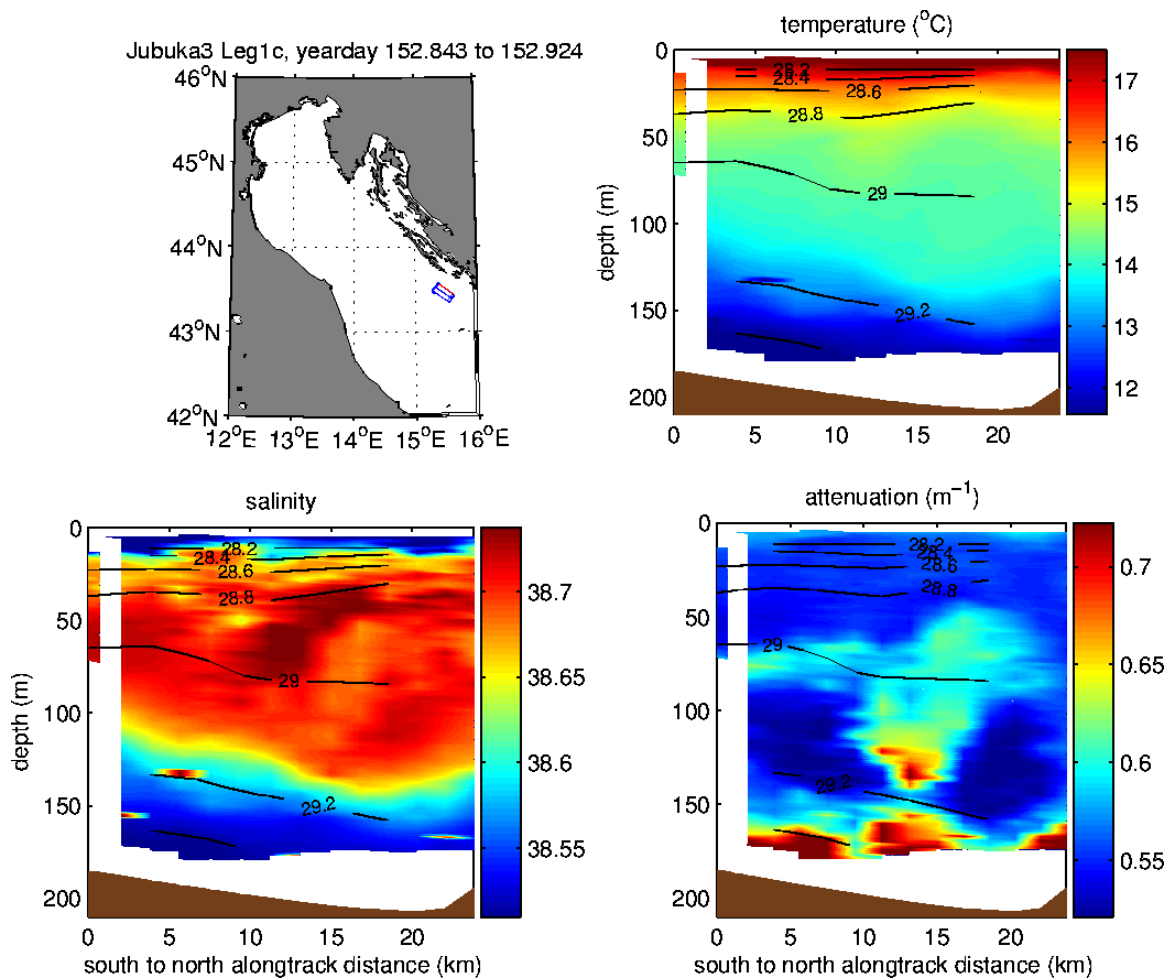 Jubuka3 Leg1c, yearday 152.843 to 152.924
46°N
45°N
44°N
43°N
42°N
12°E 13°E 14°E 15°E 16°E
temperature (°C)
0
50
100
150
200
depth (m)
0 5 10 15 20
28.2
28.4
28.6
28.8
29
29.2
17
16
15
14
13
12
salinity
0
50
100
150
200
depth (m)
0 5 10 15 20
south to north alongtrack distance (km)
28.2
28.4
28.6
28.8
29
29.2
38.7
38.65
38.6
38.55
attenuation (m⁻¹)
0
50
100
150
200
0 5 10 15 20
south to north alongtrack distance (km)
28.2
28.4
28.6
28.8
29
29.2
0.7
0.65
0.6
0.55